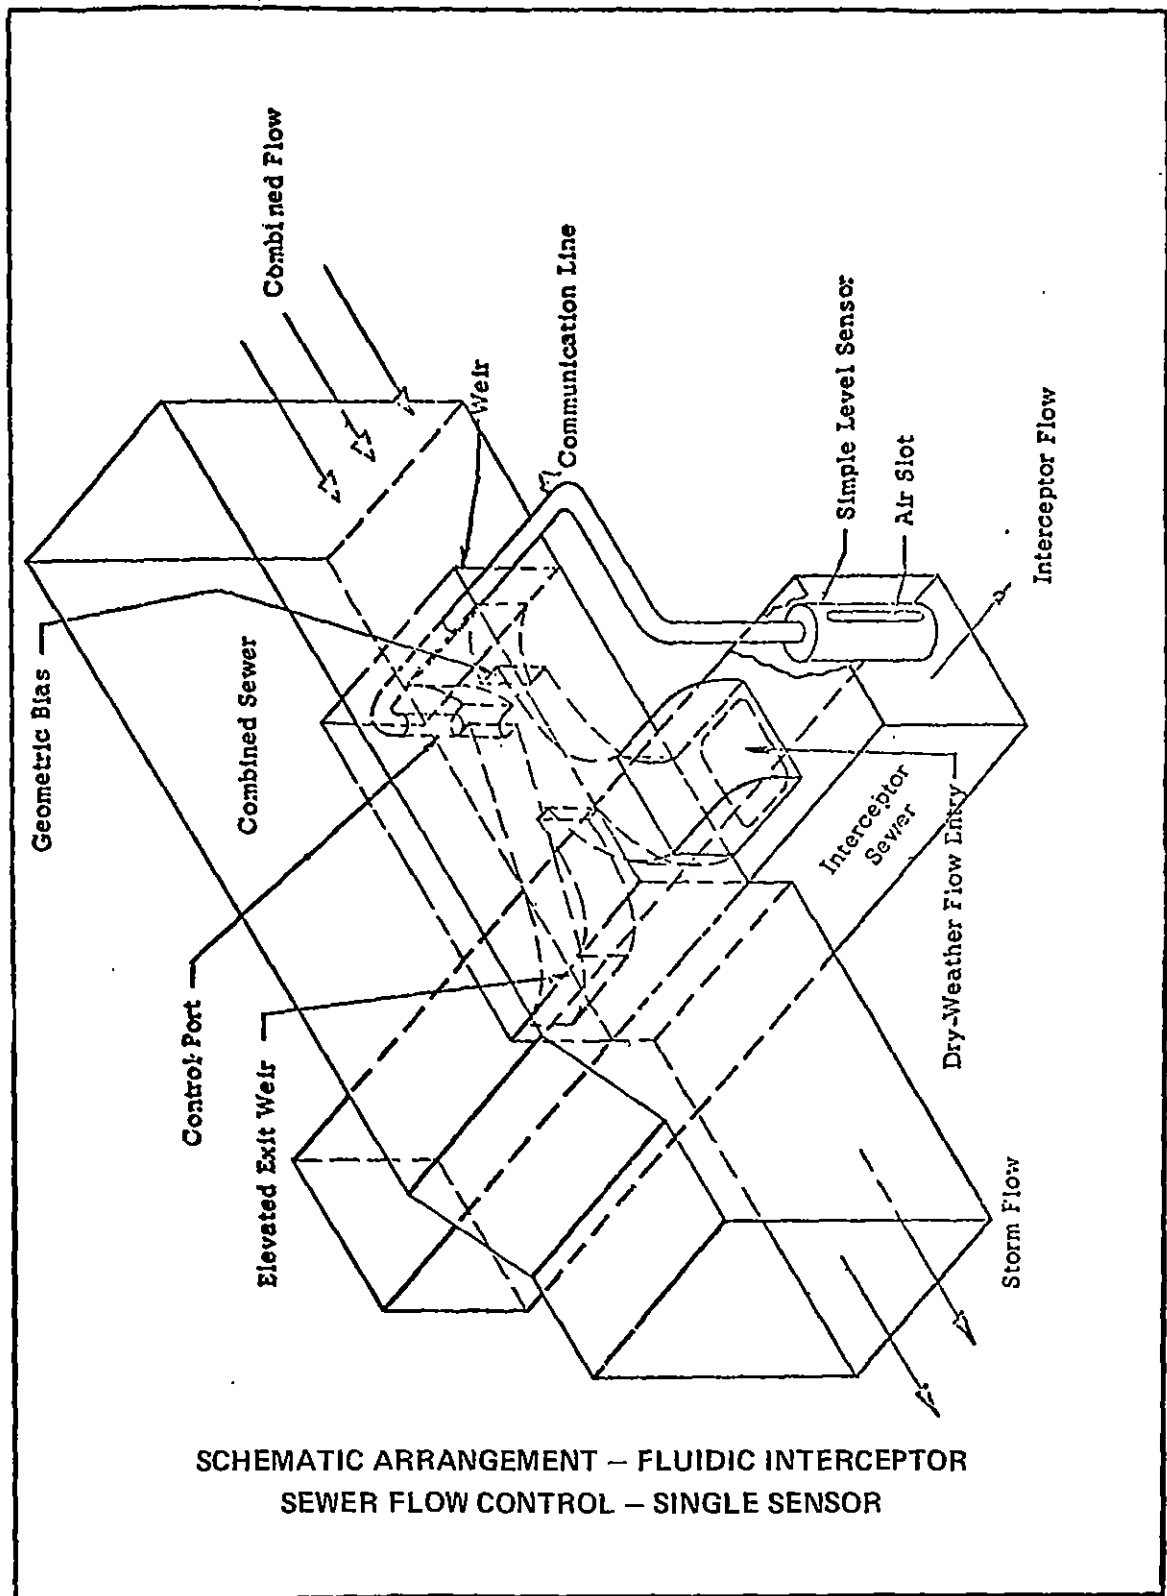 Geometric Bias
Combined Sewer
Control Port
Elevated Exit Weir
Combined Flow
Weir
Communication Line
Simple Level Sensor
Air Slot
Interceptor Flow
Interceptor
Sewer
Dry-Weather Flow Entry
Storm Flow
SCHEMATIC ARRANGEMENT – FLUIDIC INTERCEPTOR
SEWER FLOW CONTROL – SINGLE SENSOR